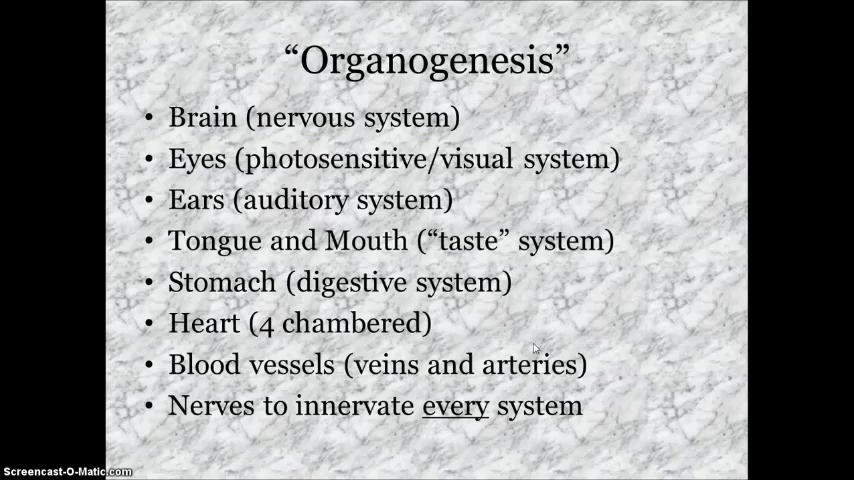 “Organogenesis”
• Brain (nervous system)
• Eyes (photosensitive/visual system)
• Ears (auditory system)
• Tongue and Mouth (“taste” system)
• Stomach (digestive system)
• Heart (4 chambered)
• Blood vessels (veins and arteries)
• Nerves to innervate every system
Screencast-O-Matic.com